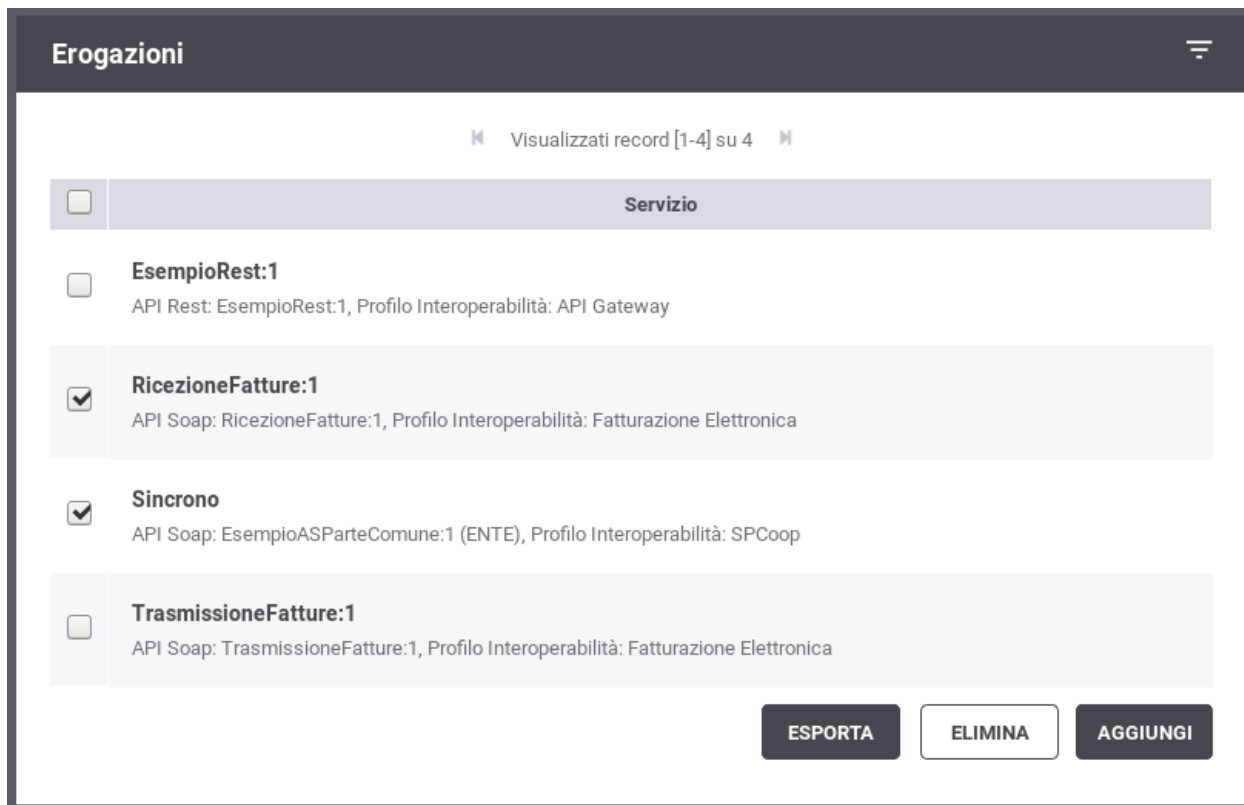 Erogazioni
Visualizzati record [1-4] su 4
Servizio
EsempioRest:1
API Rest: EsempioRest:1, Profilo Interoperabilità: API Gateway
RicezioneFatture:1
API Soap: RicezioneFatture:1, Profilo Interoperabilità: Fatturazione Elettronica
Sincrono
API Soap: EsempioASParteComune:1 (ENTE), Profilo Interoperabilità: SPCoop
TrasmissioneFatture:1
API Soap: TrasmissioneFatture:1, Profilo Interoperabilità: Fatturazione Elettronica
ESPORTA ELIMINA AGGIUNGI